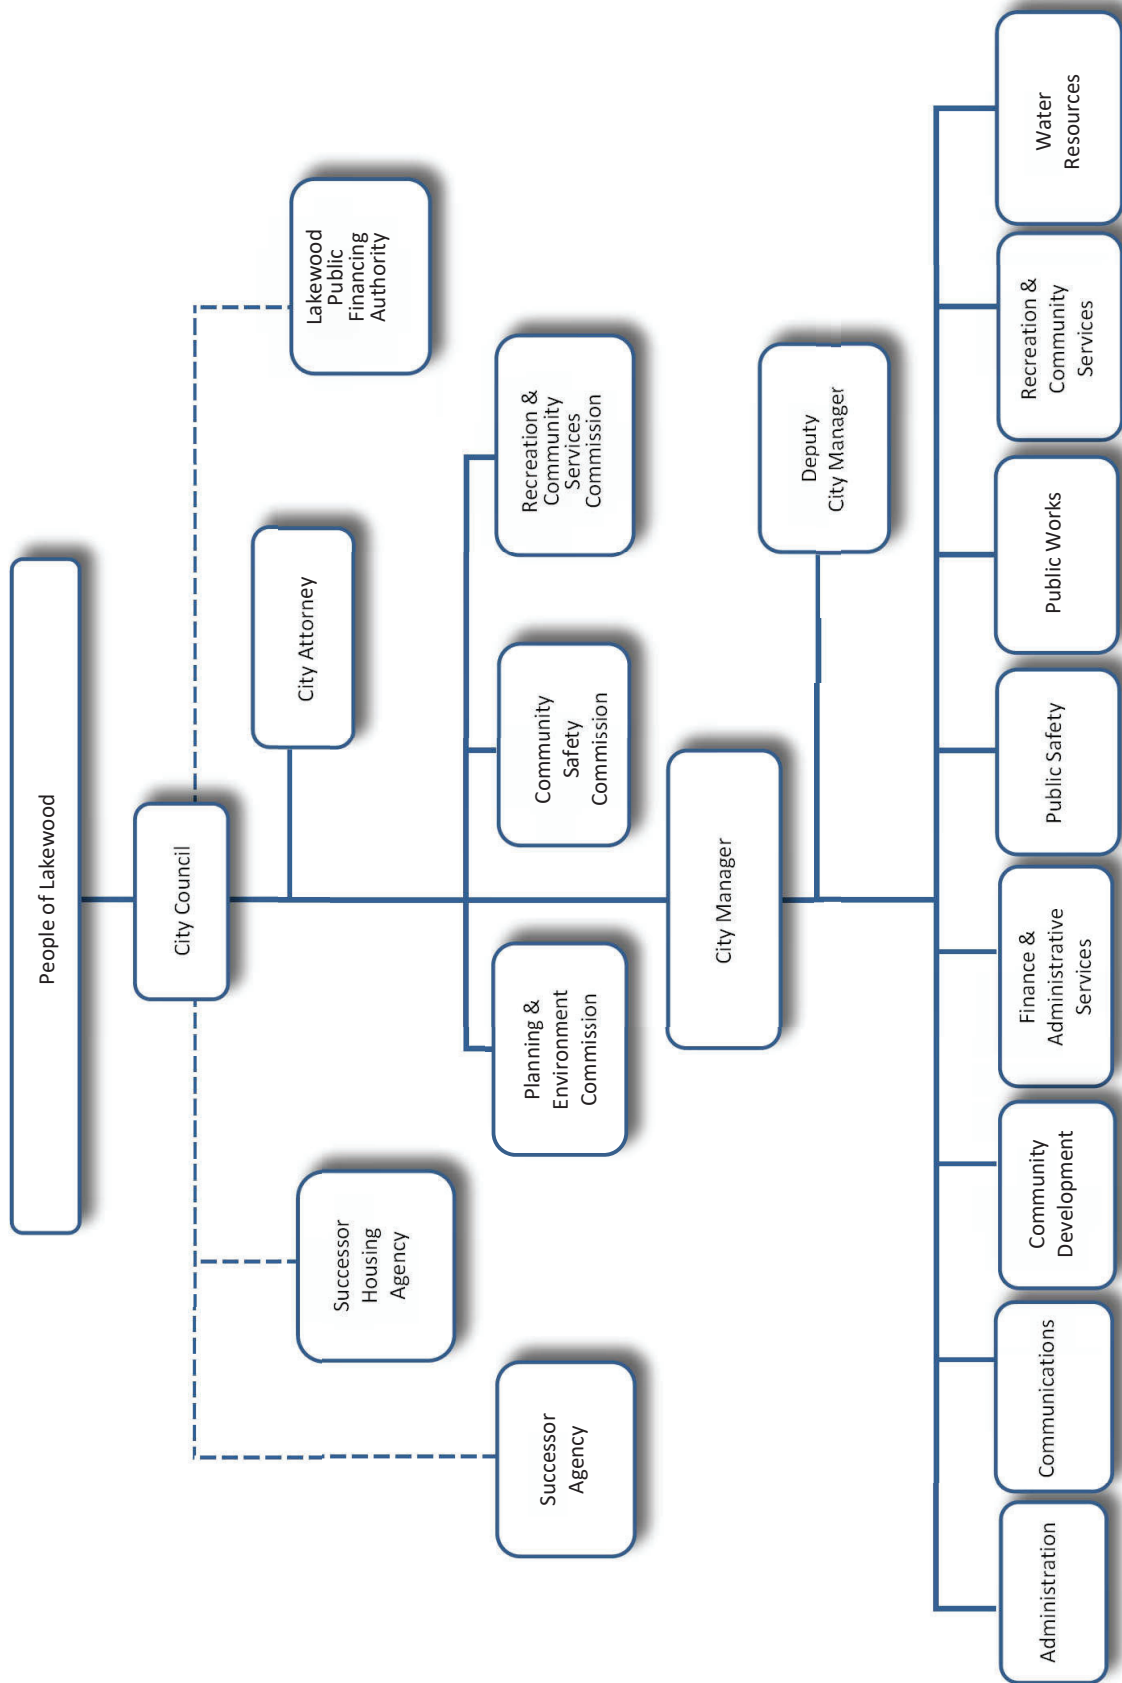 People of Lakewood
City Council
City Attorney
Lakewood
Public
Financing
Authority
Successor
Housing
Agency
Successor
Agency
Planning &
Environment
Commission
Community
Safety
Commission
Recreation &
Community
Services
Commission
City Manager
Deputy
City Manager
Administration
Communications
Community
Development
Finance &
Administrative
Services
Public Safety
Public Works
Recreation &
Community
Services
Water
Resources